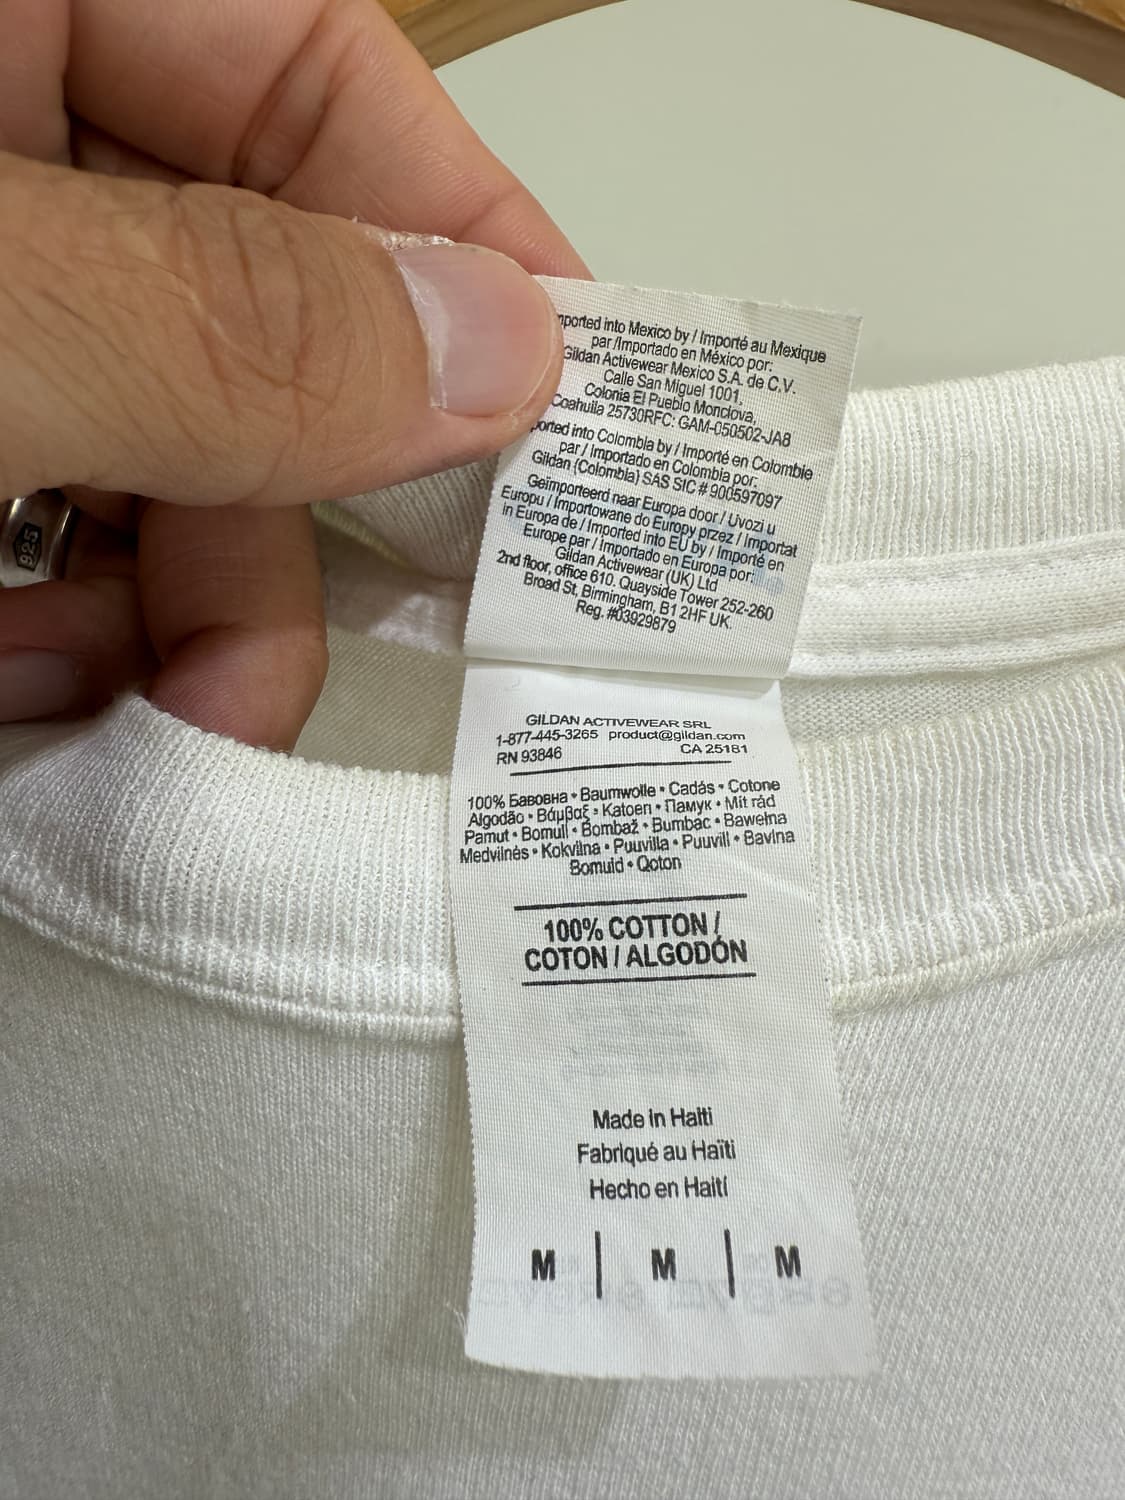 925
mported into Mexico by / Importé au Mexique
par /Importado en México por:
Gildan Activewear Mexico S.A. de C.V.
Calle San Miguel 1001,
Colonia El Pueblo Monclova,
Coahuila 25730RFC: GAM-050502-JA8
ported into Colombia by / Importé en Colombie
par / Importado en Colombia por:
Gildan (Colombia) SAS SIC # 900597097
Geïmporteerd naar Europa door / Uvozi u
Europu / Importowane do Europy przez / Importat
in Europa de / Imported into EU by / Importé en
Europe par / Importado en Europa por:
Gildan Activewear (UK) Ltd
2nd floor, office 610. Quayside Tower 252-260
Broad St, Birmingham, B1 2HF UK.
Reg. #03929879
GILDAN ACTIVEWEAR SRL
1-877-445-3265 product@gildan.com
RN 93846 CA 25181
100% Бавовна • Baumwolle • Cadás • Cotone
Algodão • Βάμβαξ • Katoen • Памук • Mit rád
Pamut • Bomull • Bombaž • Bumbac • Bawełna
Medvilnės • Kokvilna • Puuvilla • Puuvill • Bavlna
Bomuld • Qoton
100% COTTON /
COTON / ALGODÓN
Made in Haiti
Fabriqué au Haïti
Hecho en Haití
M | M | M